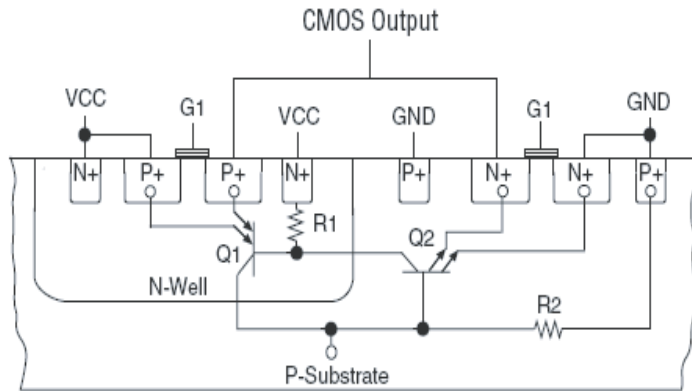 CMOS Output
VCC G1 VCC GND G1 GND
N+ P+ P+ N+ P+ N+ N+ P+
R1
Q1 Q2
N-Well
R2
P-Substrate